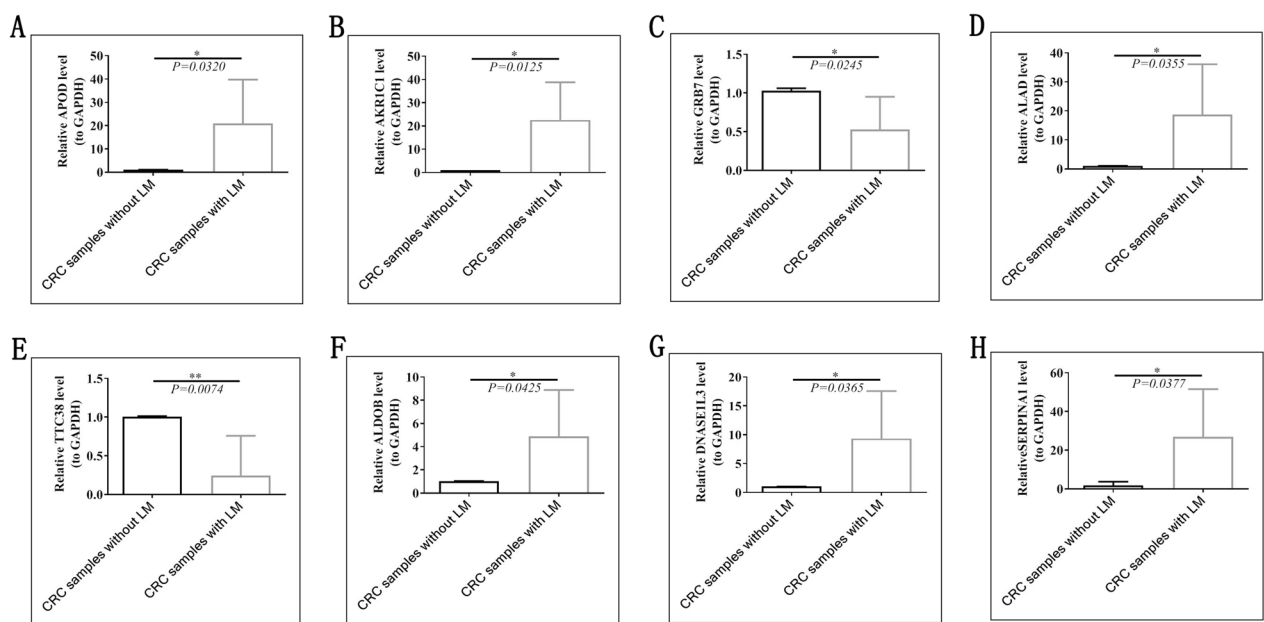 A
Relative APOD level
(to GAPDH)
50
40
30
20
10
0
*
P=0.0320
CRC samples without LM
CRC samples with LM
B
Relative AKR1C1 level
(to GAPDH)
50
40
30
20
10
0
*
P=0.0125
CRC samples without LM
CRC samples with LM
C
Relative GRB7 level
(to GAPDH)
1.5
1.0
0.5
0.0
*
P=0.0245
CRC samples without LM
CRC samples with LM
D
Relative ALAD level
(to GAPDH)
40
30
20
10
0
*
P=0.0355
CRC samples without LM
CRC samples with LM
E
Relative TTC38 level
(to GAPDH)
1.5
1.0
0.5
0.0
**
P=0.0074
CRC samples without LM
CRC samples with LM
F
Relative ALDOB level
(to GAPDH)
10
8
6
4
2
0
*
P=0.0425
CRC samples without LM
CRC samples with LM
G
Relative DNASE1L3 level
(to GAPDH)
20
15
10
5
0
*
P=0.0365
CRC samples without LM
CRC samples with LM
H
RelativeSERPINA1 level
(to GAPDH)
60
40
20
0
*
P=0.0377
CRC samples without LM
CRC samples with LM